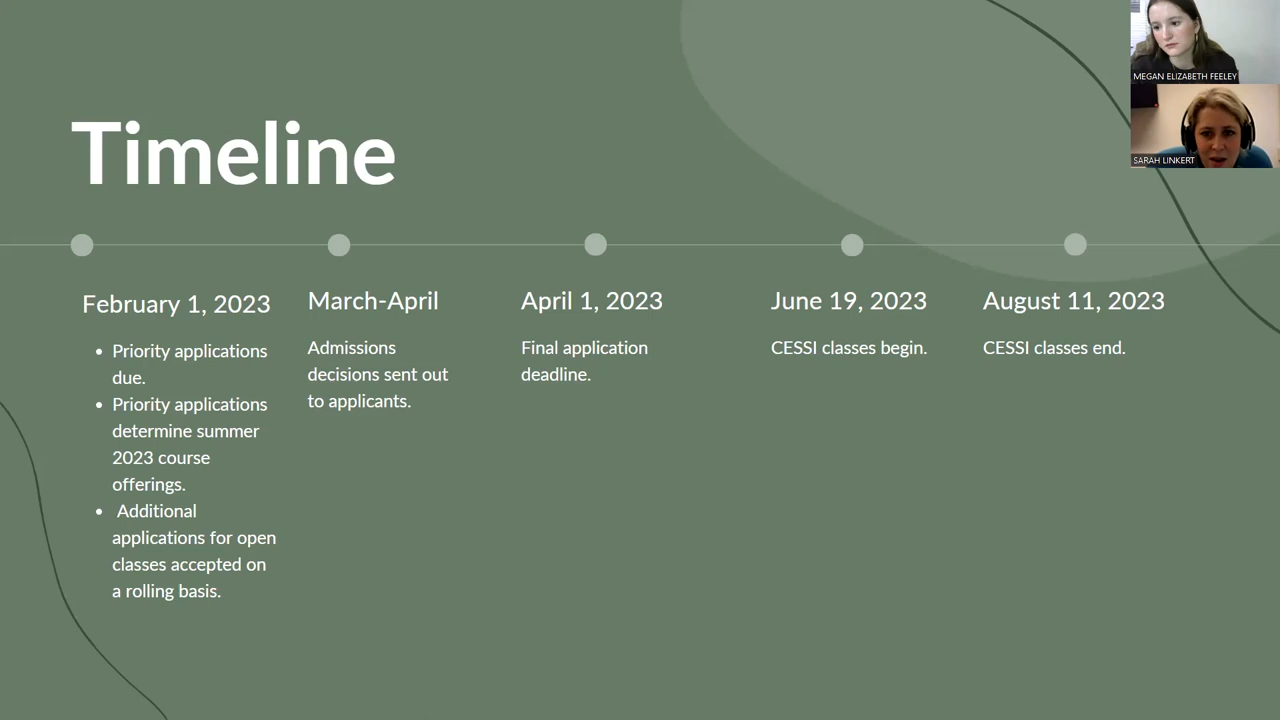 MEGAN ELIZABETH FEELEY
SARAH LINKERT
Timeline
February 1, 2023
• Priority applications
due.
• Priority applications
determine summer
2023 course
offerings.
• Additional
applications for open
classes accepted on
a rolling basis.
March-April
Admissions
decisions sent out
to applicants.
April 1, 2023
Final application
deadline.
June 19, 2023
CESSI classes begin.
August 11, 2023
CESSI classes end.